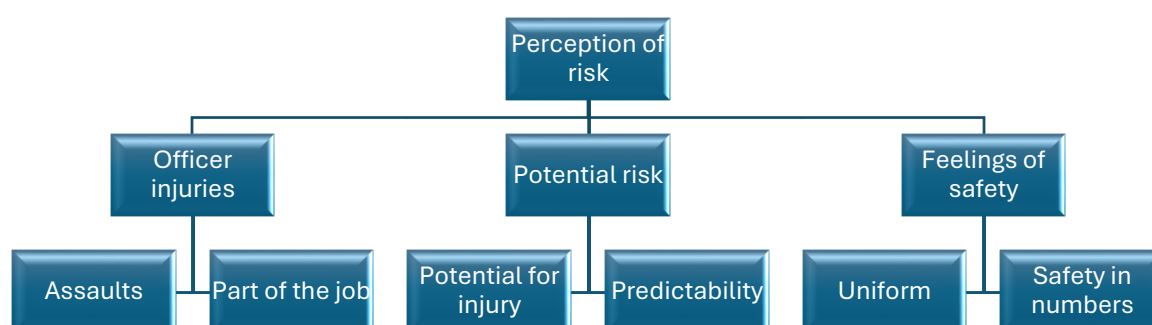 Perception of
risk
Officer
injuries
Potential risk
Feelings of
safety
Assaults
Part of the job
Potential for
injury
Predictability
Uniform
Safety in
numbers